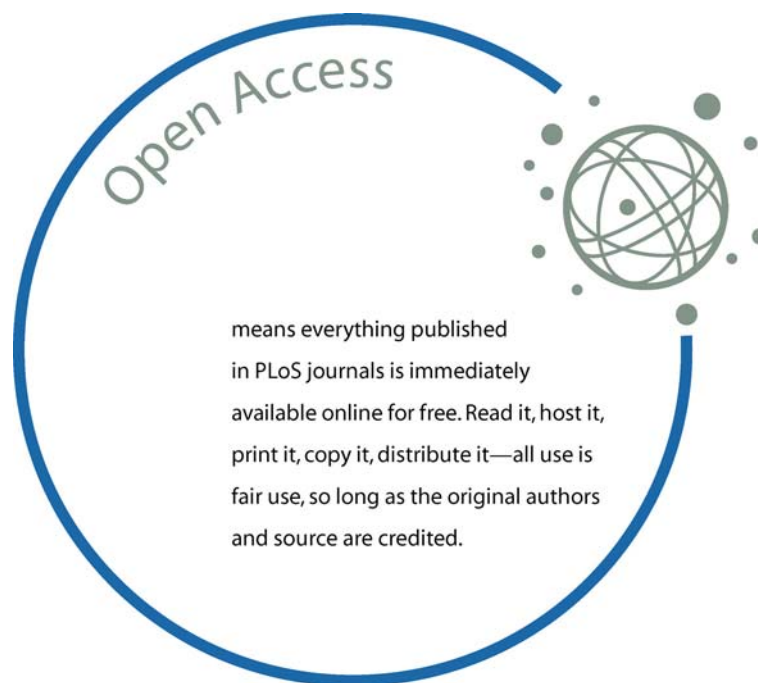 Open Access
means everything published
in PLoS journals is immediately
available online for free. Read it, host it,
print it, copy it, distribute it—all use is
fair use, so long as the original authors
and source are credited.